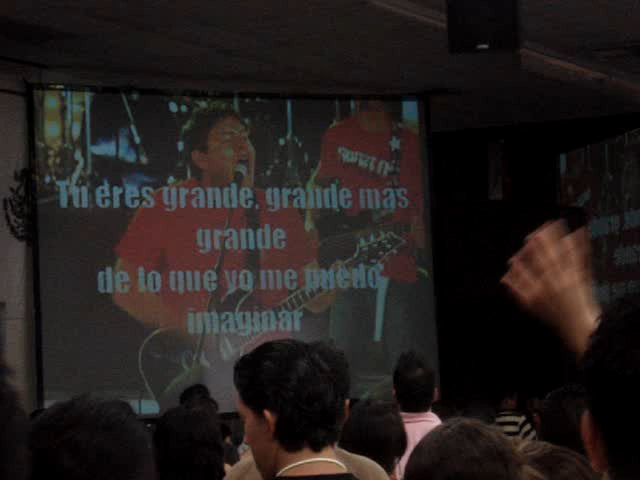 Tu eres grande, grande mas
grande
de lo que yo me puedo
imaginar